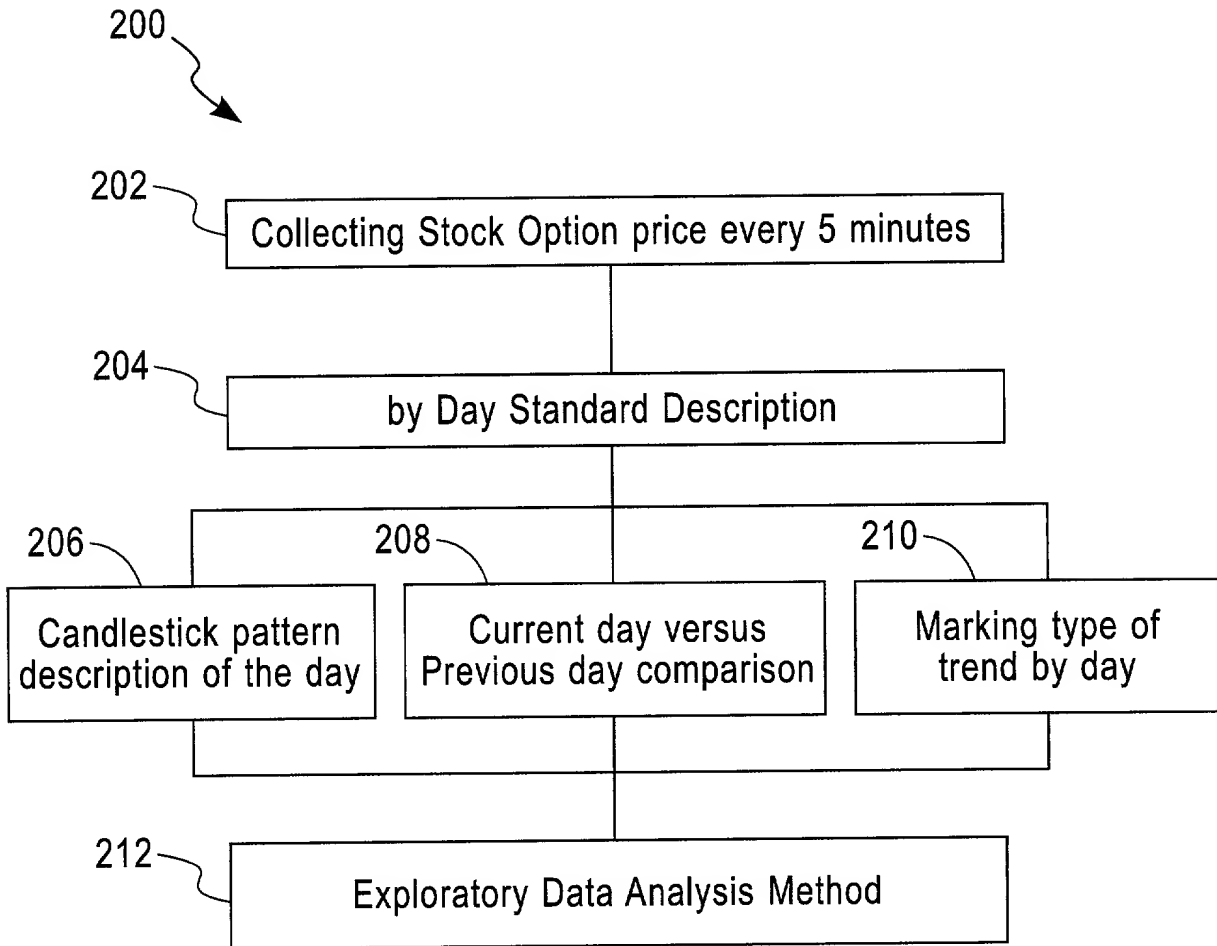 200
202
Collecting Stock Option price every 5 minutes
204
by Day Standard Description
206
Candlestick pattern
description of the day
208
Current day versus
Previous day comparison
210
Marking type of
trend by day
212
Exploratory Data Analysis Method